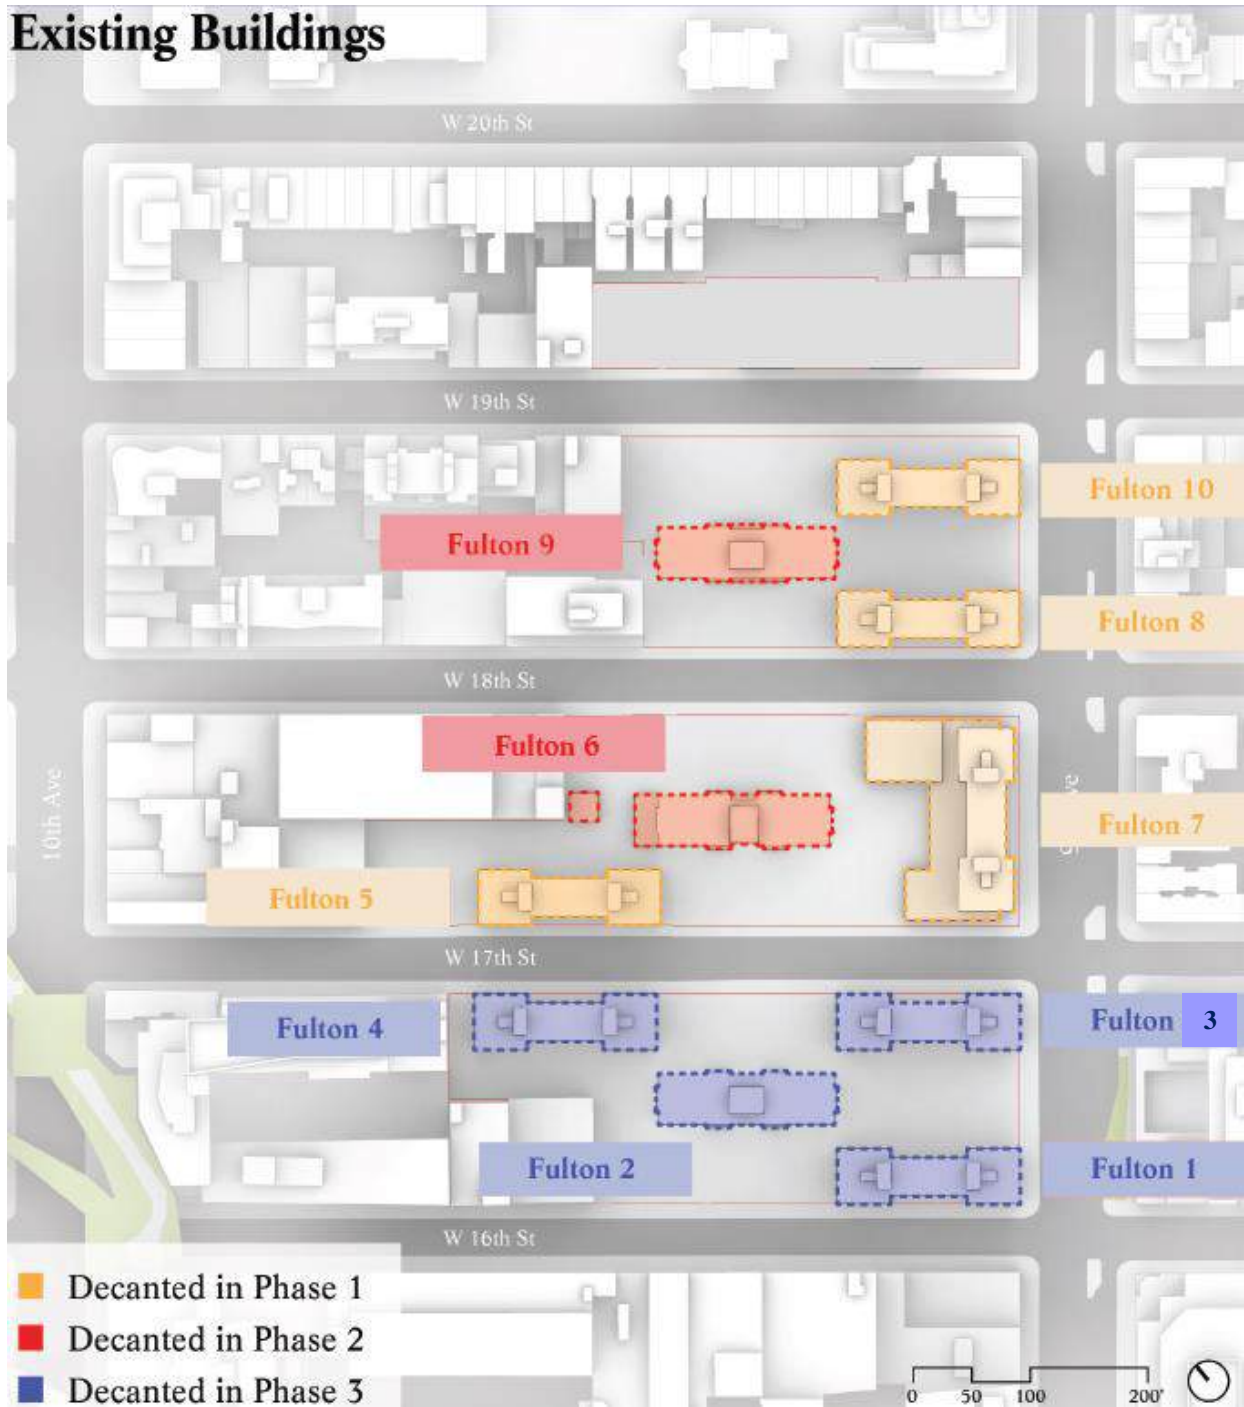 Existing Buildings
W 20th St
W 19th St
Fulton 10
Fulton 9
Fulton 8
W 18th St
Fulton 6
10th Ave
Fulton 7
Fulton 5
W 17th St
Fulton 4
Fulton 3
Fulton 2
Fulton 1
W 16th St
Decanted in Phase 1
Decanted in Phase 2
Decanted in Phase 3
0 50 100 200'